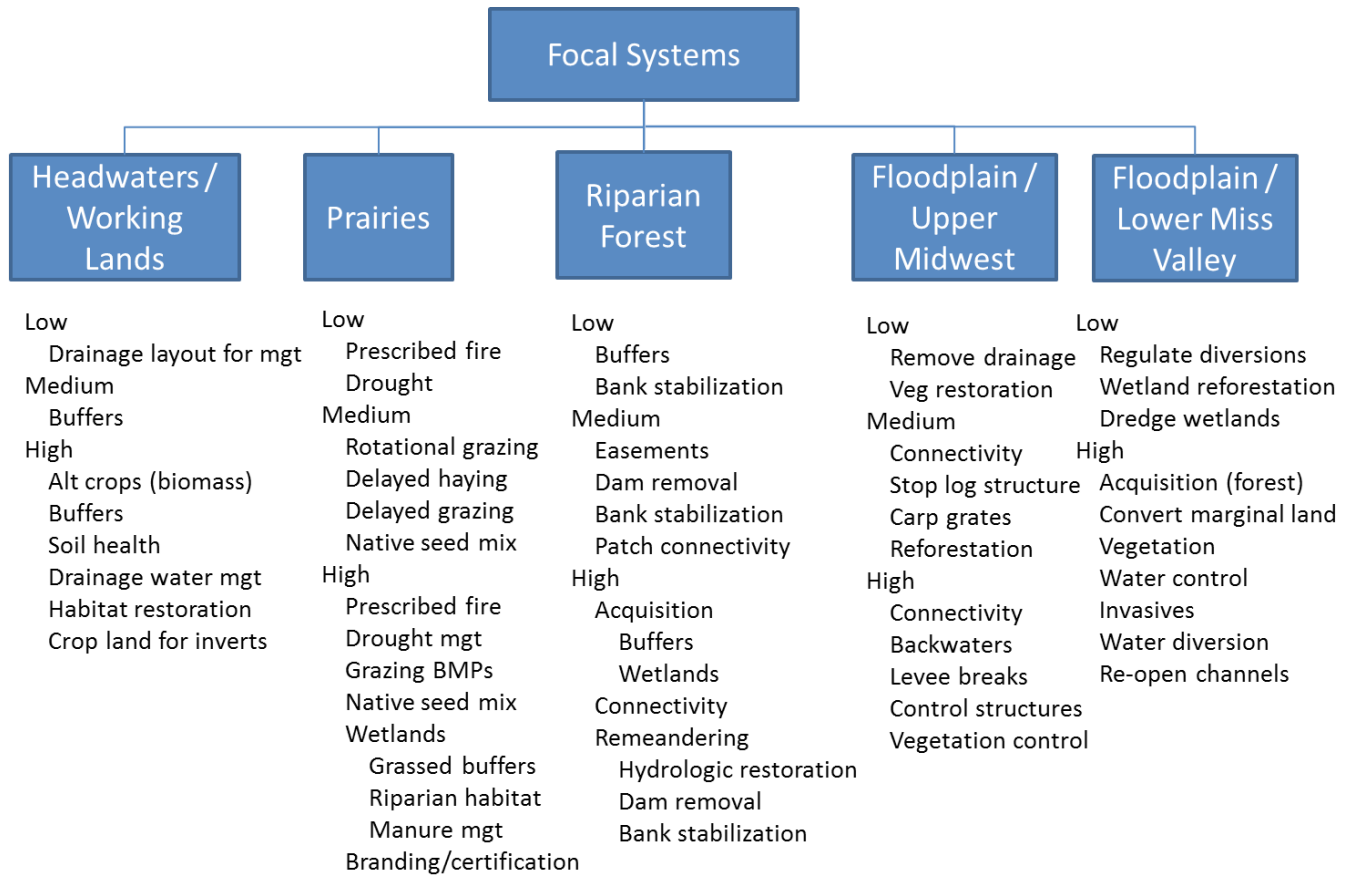 Focal Systems
Headwaters /
Working
Lands
Low
Drainage layout for mgt
Medium
Buffers
High
Alt crops (biomass)
Buffers
Soil health
Drainage water mgt
Habitat restoration
Crop land for inverts
Prairies
Low
Prescribed fire
Drought
Medium
Rotational grazing
Delayed haying
Delayed grazing
Native seed mix
High
Prescribed fire
Drought mgt
Grazing BMPs
Native seed mix
Wetlands
Grassed buffers
Riparian habitat
Manure mgt
Branding/certification
Riparian
Forest
Low
Buffers
Bank stabilization
Medium
Easements
Dam removal
Bank stabilization
Patch connectivity
High
Acquisition
Buffers
Wetlands
Connectivity
Remeandering
Hydrologic restoration
Dam removal
Bank stabilization
Floodplain /
Upper
Midwest
Low
Remove drainage
Veg restoration
Medium
Connectivity
Stop log structure
Carp grates
Reforestation
High
Connectivity
Backwaters
Levee breaks
Control structures
Vegetation control
Floodplain /
Lower Miss
Valley
Low
Regulate diversions
Wetland reforestation
Dredge wetlands
High
Acquisition (forest)
Convert marginal land
Vegetation
Water control
Invasives
Water diversion
Re-open channels